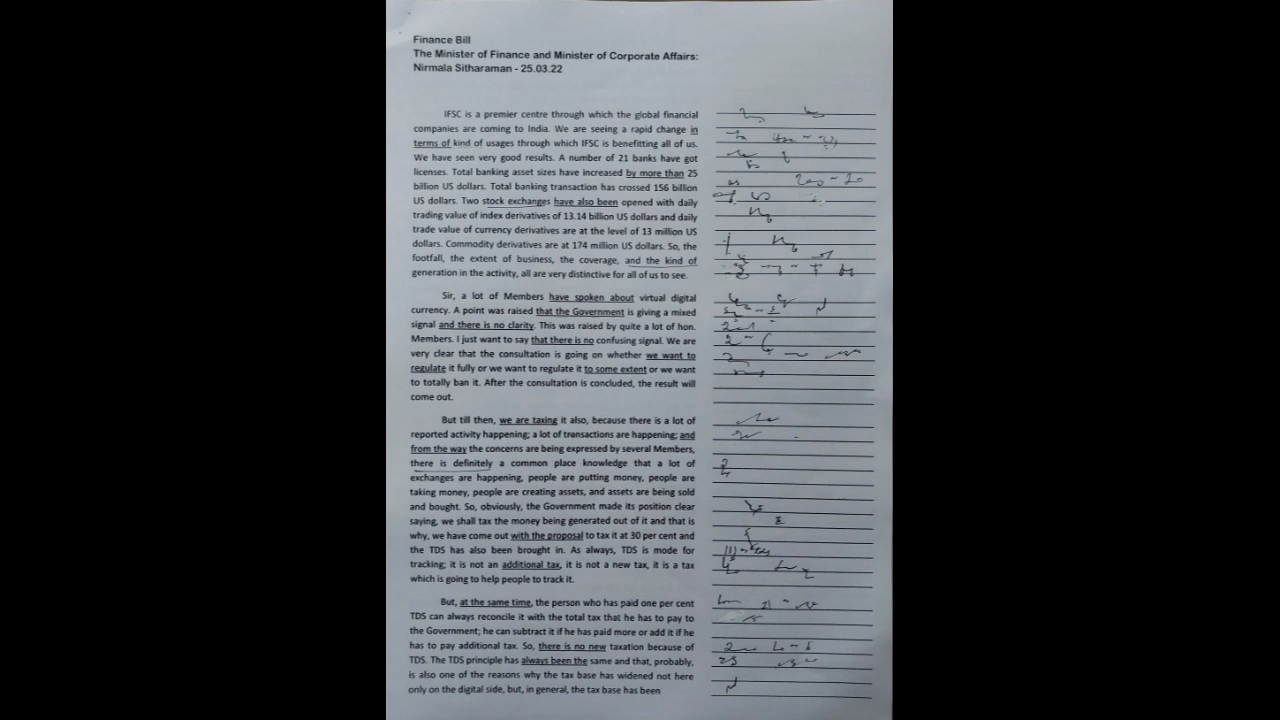 Finance Bill
The Minister of Finance and Minister of Corporate Affairs:
Nirmala Sitharaman - 25.03.22
IFSC is a premier centre through which the global financial
companies are coming to India. We are seeing a rapid change in
terms of kind of usages through which IFSC is benefitting all of us.
We have seen very good results. A number of 21 banks have got
licenses. Total banking asset sizes have increased by more than 25
billion US dollars. Total banking transaction has crossed 156 billion
US dollars. Two stock exchanges have also been opened with daily
trading value of index derivatives of 13.14 billion US dollars and daily
trade value of currency derivatives are at the level of 13 million US
dollars. Commodity derivatives are at 174 million US dollars. So, the
footfall, the extent of business, the coverage, and the kind of
generation in the activity, all are very distinctive for all of us to see.
Sir, a lot of Members have spoken about virtual digital
currency. A point was raised that the Government is giving a mixed
signal and there is no clarity. This was raised by quite a lot of hon.
Members. I just want to say that there is no confusing signal. We are
very clear that the consultation is going on whether we want to
regulate it fully or we want to regulate it to some extent or we want
to totally ban it. After the consultation is concluded, the result will
come out.
But till then, we are taxing it also, because there is a lot of
reported activity happening; a lot of transactions are happening; and
from the way the concerns are being expressed by several Members,
there is definitely a common place knowledge that a lot of
exchanges are happening, people are putting money, people are
taking money, people are creating assets, and assets are being sold
and bought. So, obviously, the Government made its position clear
saying, we shall tax the money being generated out of it and that is
why, we have come out with the proposal to tax it at 30 per cent and
the TDS has also been brought in. As always, TDS is mode for
tracking; it is not an additional tax, it is not a new tax, it is a tax
which is going to help people to track it.
But, at the same time, the person who has paid one per cent
TDS can always reconcile it with the total tax that he has to pay to
the Government; he can subtract it if he has paid more or add it if he
has to pay additional tax. So, there is no new taxation because of
TDS. The TDS principle has always been the same and that, probably,
is also one of the reasons why the tax base has widened not here
only on the digital side, but, in general, the tax base has been